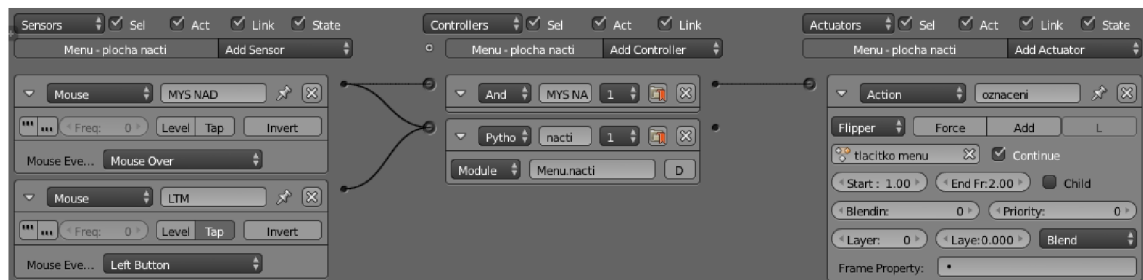 Sensors Sel Act Link State
Controllers Sel Act Link
Actuators Sel Act Link State
Menu - plocha nacti Add Sensor
Menu - plocha nacti Add Controller
Menu - plocha nacti Add Actuator
Mouse MYS NAD
Freq: 0 Level Tap Invert
Mouse Eve... Mouse Over
Mouse LTM
Freq: 0 Level Tap Invert
Mouse Eve... Left Button
And MYS NA 1
Pytho nacti 1
Module Menu.nacti D
Action oznaceni
Flipper Force Add L
tlacitko menu Continue
Start : 1.00 End Fr:2.00 Child
Blendin: 0 Priority: 0
Layer: 0 Laye:0.000 Blend
Frame Property: